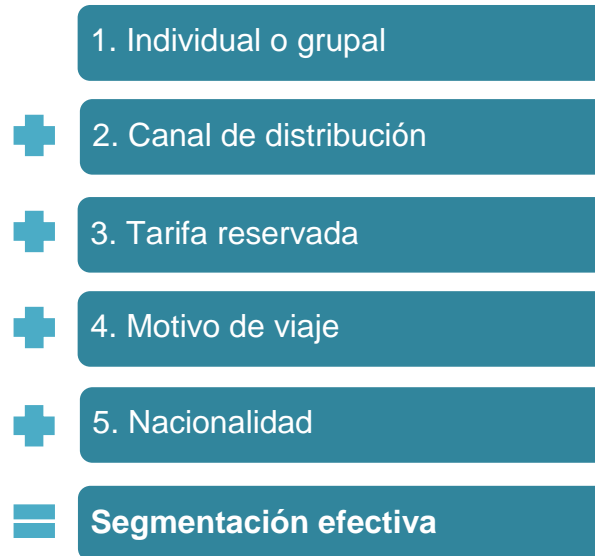 1. Individual o grupal
2. Canal de distribución
3. Tarifa reservada
4. Motivo de viaje
5. Nacionalidad
Segmentación efectiva